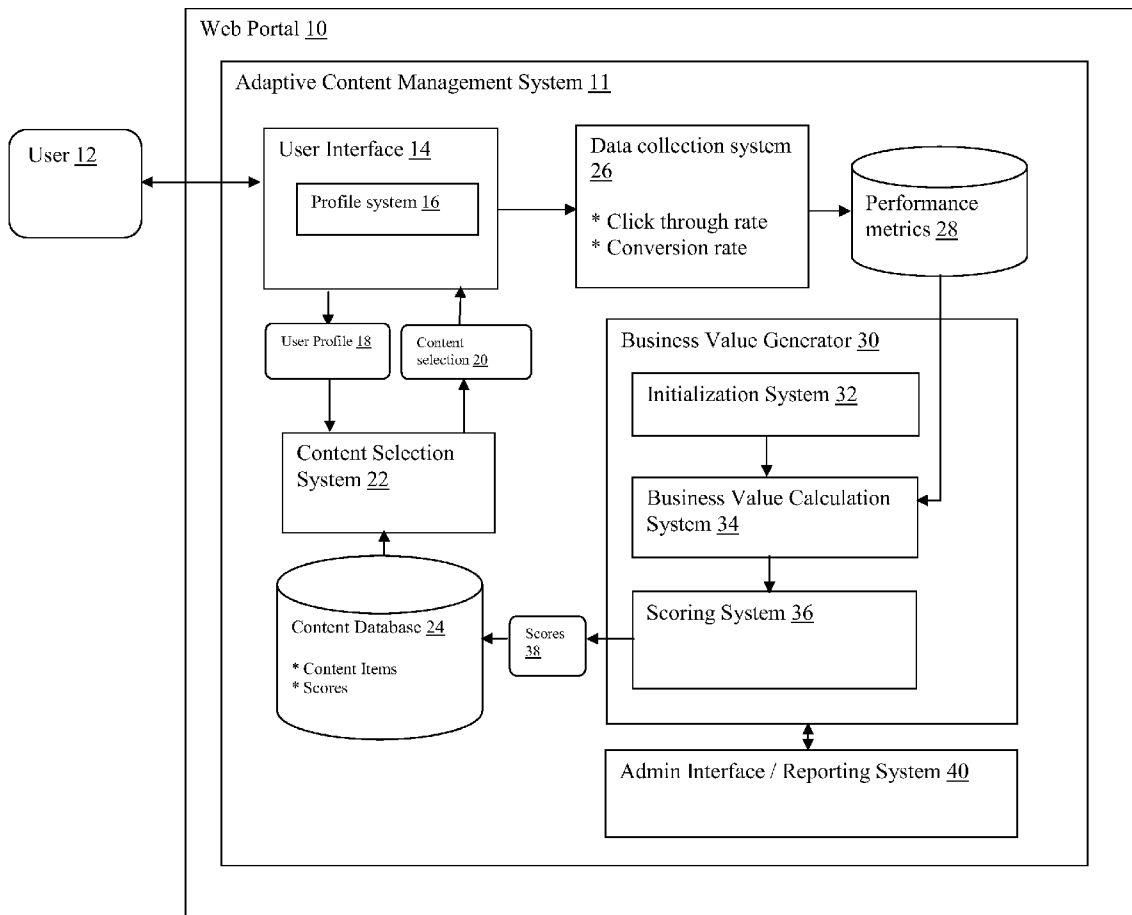 Web Portal 10
Adaptive Content Management System 11
User 12
User Interface 14
Profile system 16
Data collection system
26
* Click through rate
* Conversion rate
Performance
metrics 28
User Profile 18
Content
selection 20
Business Value Generator 30
Initialization System 32
Content Selection
System 22
Business Value Calculation
System 34
Content Database 24
* Content Items
* Scores
Scores
38
Scoring System 36
Admin Interface / Reporting System 40